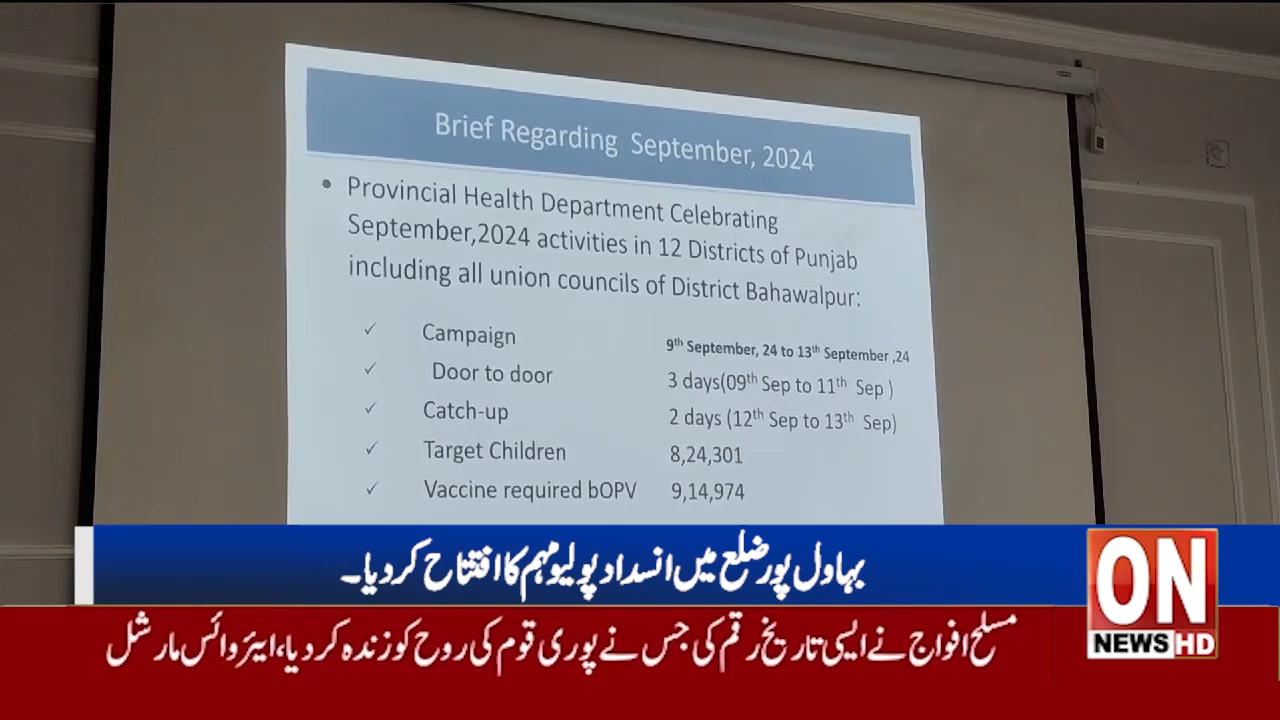 Brief Regarding September, 2024
• Provincial Health Department Celebrating
September,2024 activities in 12 Districts of Punjab
including all union councils of District Bahawalpur:
✓ Campaign 9th September, 24 to 13th September ,24
✓ Door to door 3 days(09th Sep to 11th Sep )
✓ Catch-up 2 days (12th Sep to 13th Sep)
✓ Target Children 8,24,301
✓ Vaccine required bOPV 9,14,974
بہاول پور ضلع میں انسداد پولیو مہم کا افتتاح کر دیا۔
مسلح افواج نے ایسی تاریخ رقم کی جس نے پوری قوم کی روح کو زندہ کر دیا، ایئر وائس مارشل
ON
NEWS HD